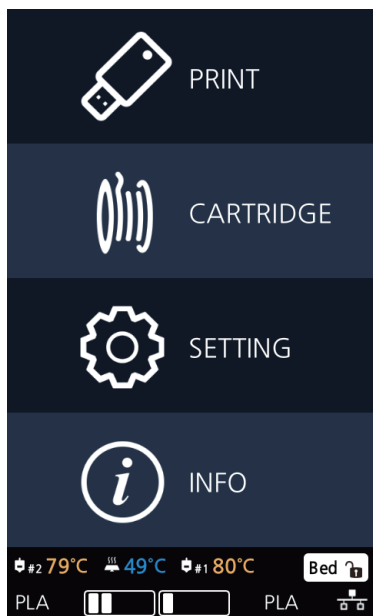 PRINT
CARTRIDGE
SETTING
INFO
#2 79°C 49°C #1 80°C Bed
PLA PLA